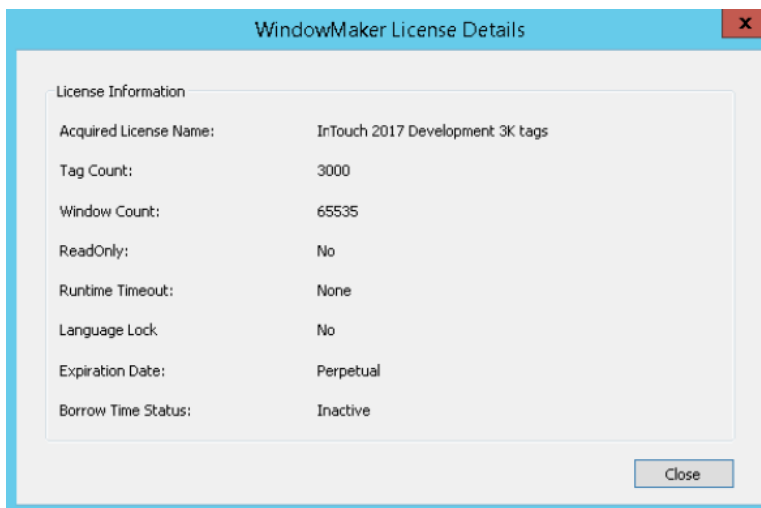 WindowMaker License Details
x
License Information
Acquired License Name: InTouch 2017 Development 3K tags
Tag Count: 3000
Window Count: 65535
ReadOnly: No
Runtime Timeout: None
Language Lock No
Expiration Date: Perpetual
Borrow Time Status: Inactive
Close